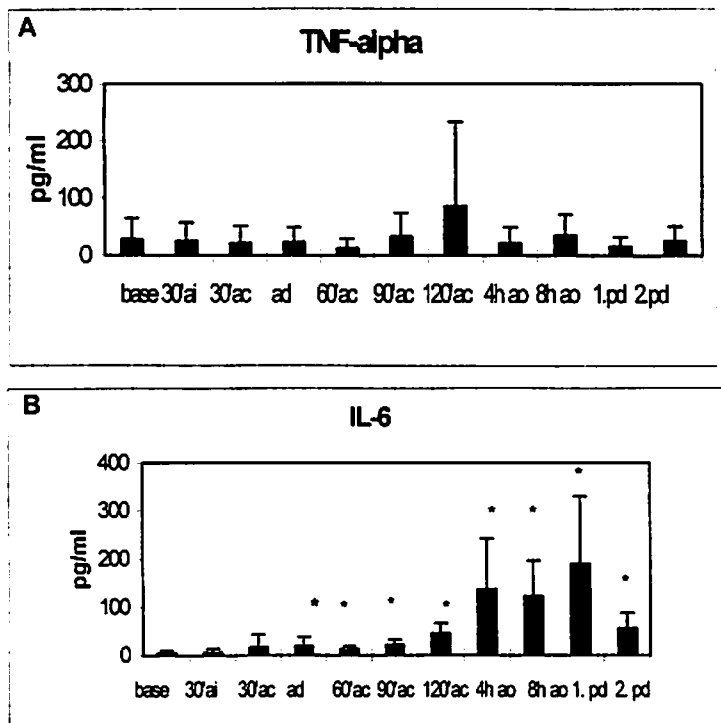 A
TNF-alpha
300
200
100
0
pg/ml
base 30'ai 30'ac ad 60'ac 90'ac 120'ac 4h ao 8h ao 1.pd 2.pd
B
IL-6
400
300
200
100
0
pg/ml
* * * * * * * *
base 30'ai 30'ac ad 60'ac 90'ac 120'ac 4h ao 8h ao 1. pd 2. pd